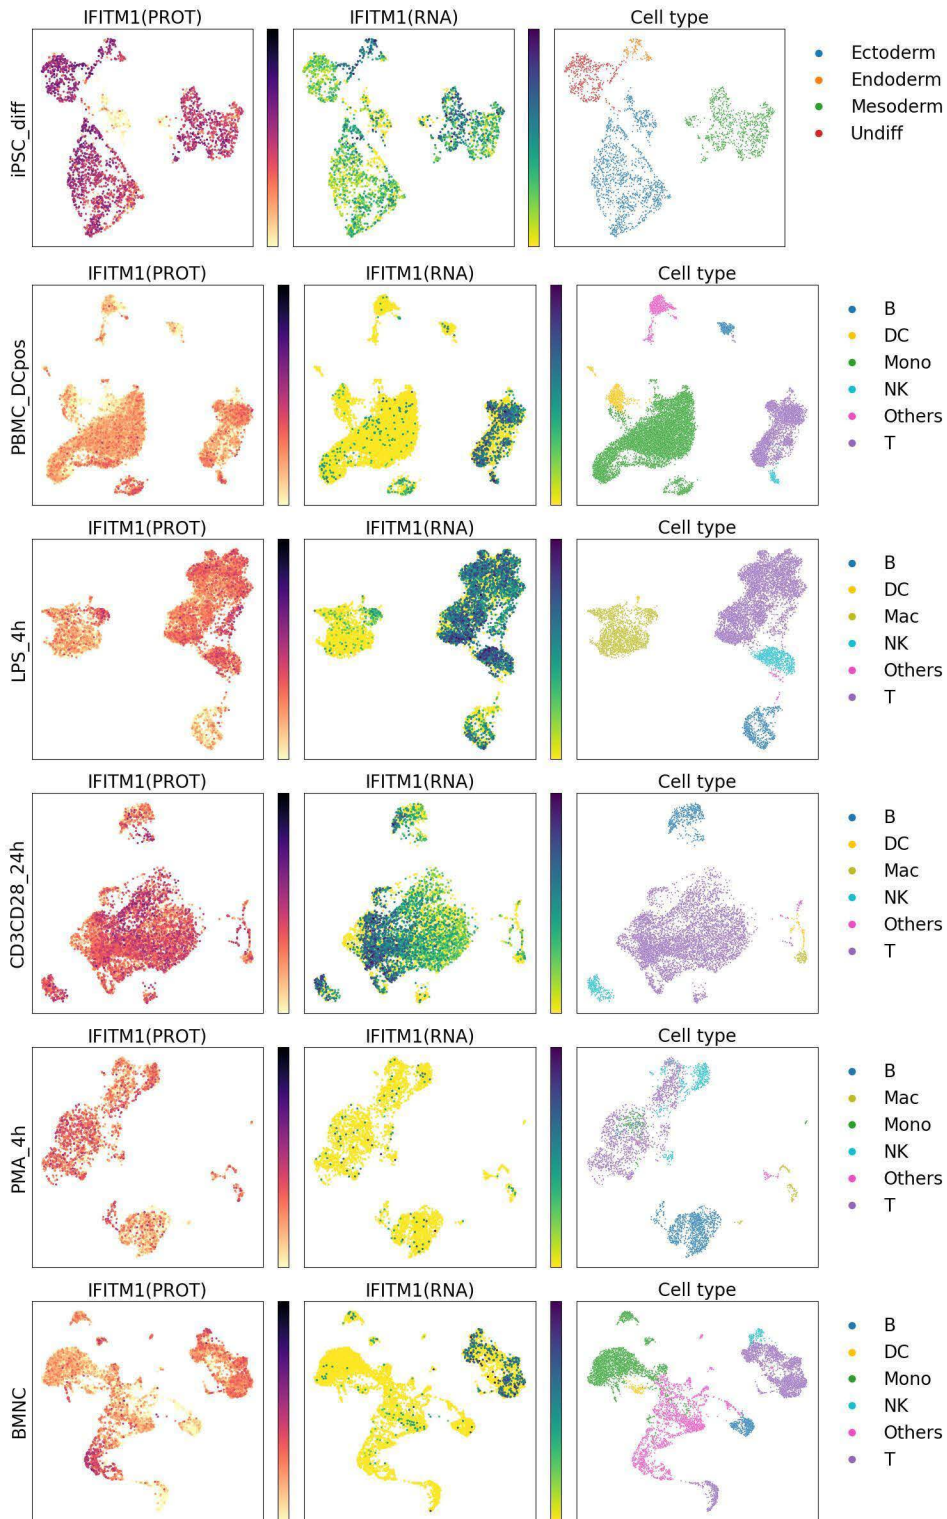 IFITM1(PROT)
IFITM1(RNA)
Cell type
iPSC_diff
Ectoderm
Endoderm
Mesoderm
Undiff
IFITM1(PROT)
IFITM1(RNA)
Cell type
PBMC_DCpos
B
DC
Mono
NK
Others
T
IFITM1(PROT)
IFITM1(RNA)
Cell type
LPS_4h
B
DC
Mac
NK
Others
T
IFITM1(PROT)
IFITM1(RNA)
Cell type
CD3CD28_24h
B
DC
Mac
NK
Others
T
IFITM1(PROT)
IFITM1(RNA)
Cell type
PMA_4h
B
Mac
Mono
NK
Others
T
IFITM1(PROT)
IFITM1(RNA)
Cell type
BMNC
B
DC
Mono
NK
Others
T